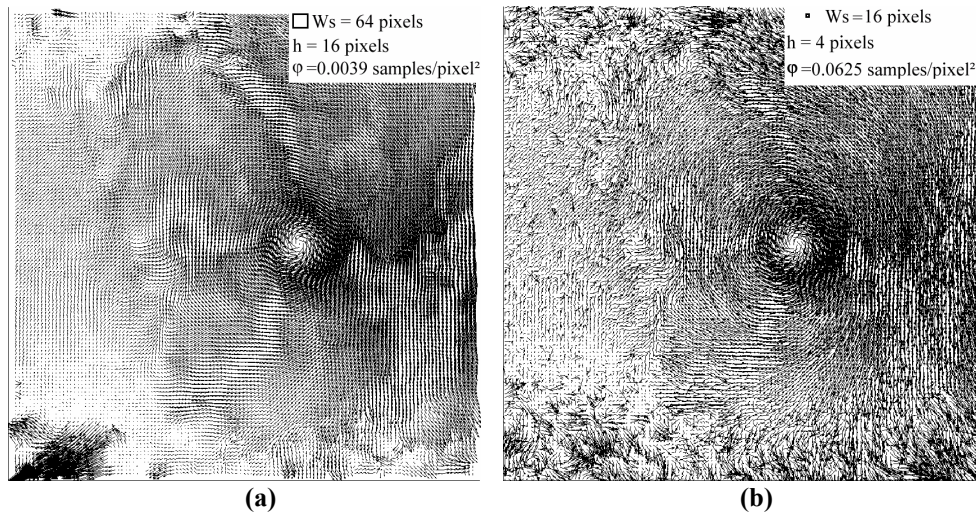 Ws = 64 pixels
h = 16 pixels
φ=0.0039 samples/pixel²
Ws =16 pixels
h = 4 pixels
φ=0.0625 samples/pixel²
(a)
(b)